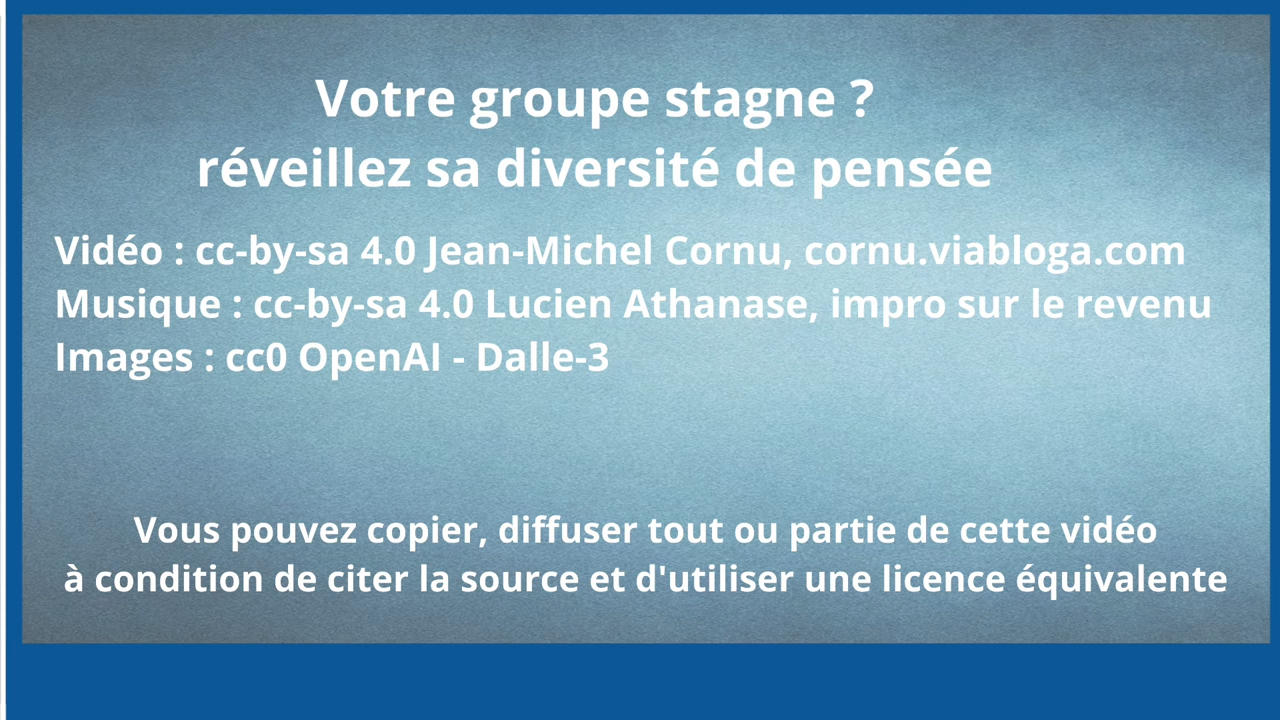 Votre groupe stagne ?
réveillez sa diversité de pensée
Vidéo : cc-by-sa 4.0 Jean-Michel Cornu, cornu.viabloga.com
Musique : cc-by-sa 4.0 Lucien Athanase, impro sur le revenu
Images : cc0 OpenAI - Dalle-3
Vous pouvez copier, diffuser tout ou partie de cette vidéo
à condition de citer la source et d'utiliser une licence équivalente